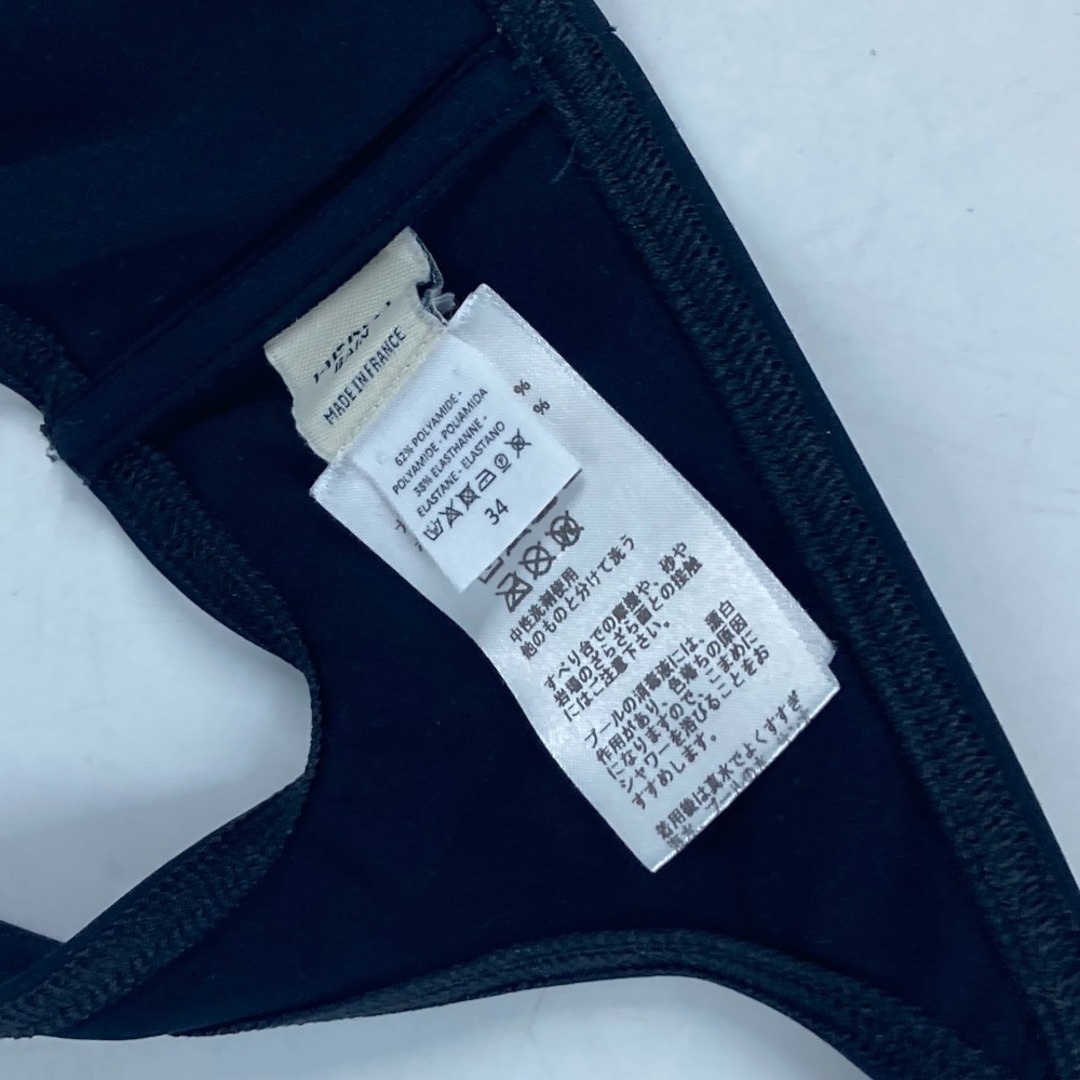 MADE IN FRANCE
62% POLYAMIDE -
POLYAMIDE - POLIAMIDA
38% ELASTHANNE -
ELASTANE - ELASTANO
34
%
%
中性洗剤使用
他のものと分けて洗う
すべり台での摩擦や、砂や
岩場のざらざら面との接触
にはご注意下さい。
プールの消毒液には、漂白
作用があり、色落ちの原因
になりますので、こまめに
シャワーを浴びることをお
すすめします。
着用後は真水でよくすすぎ